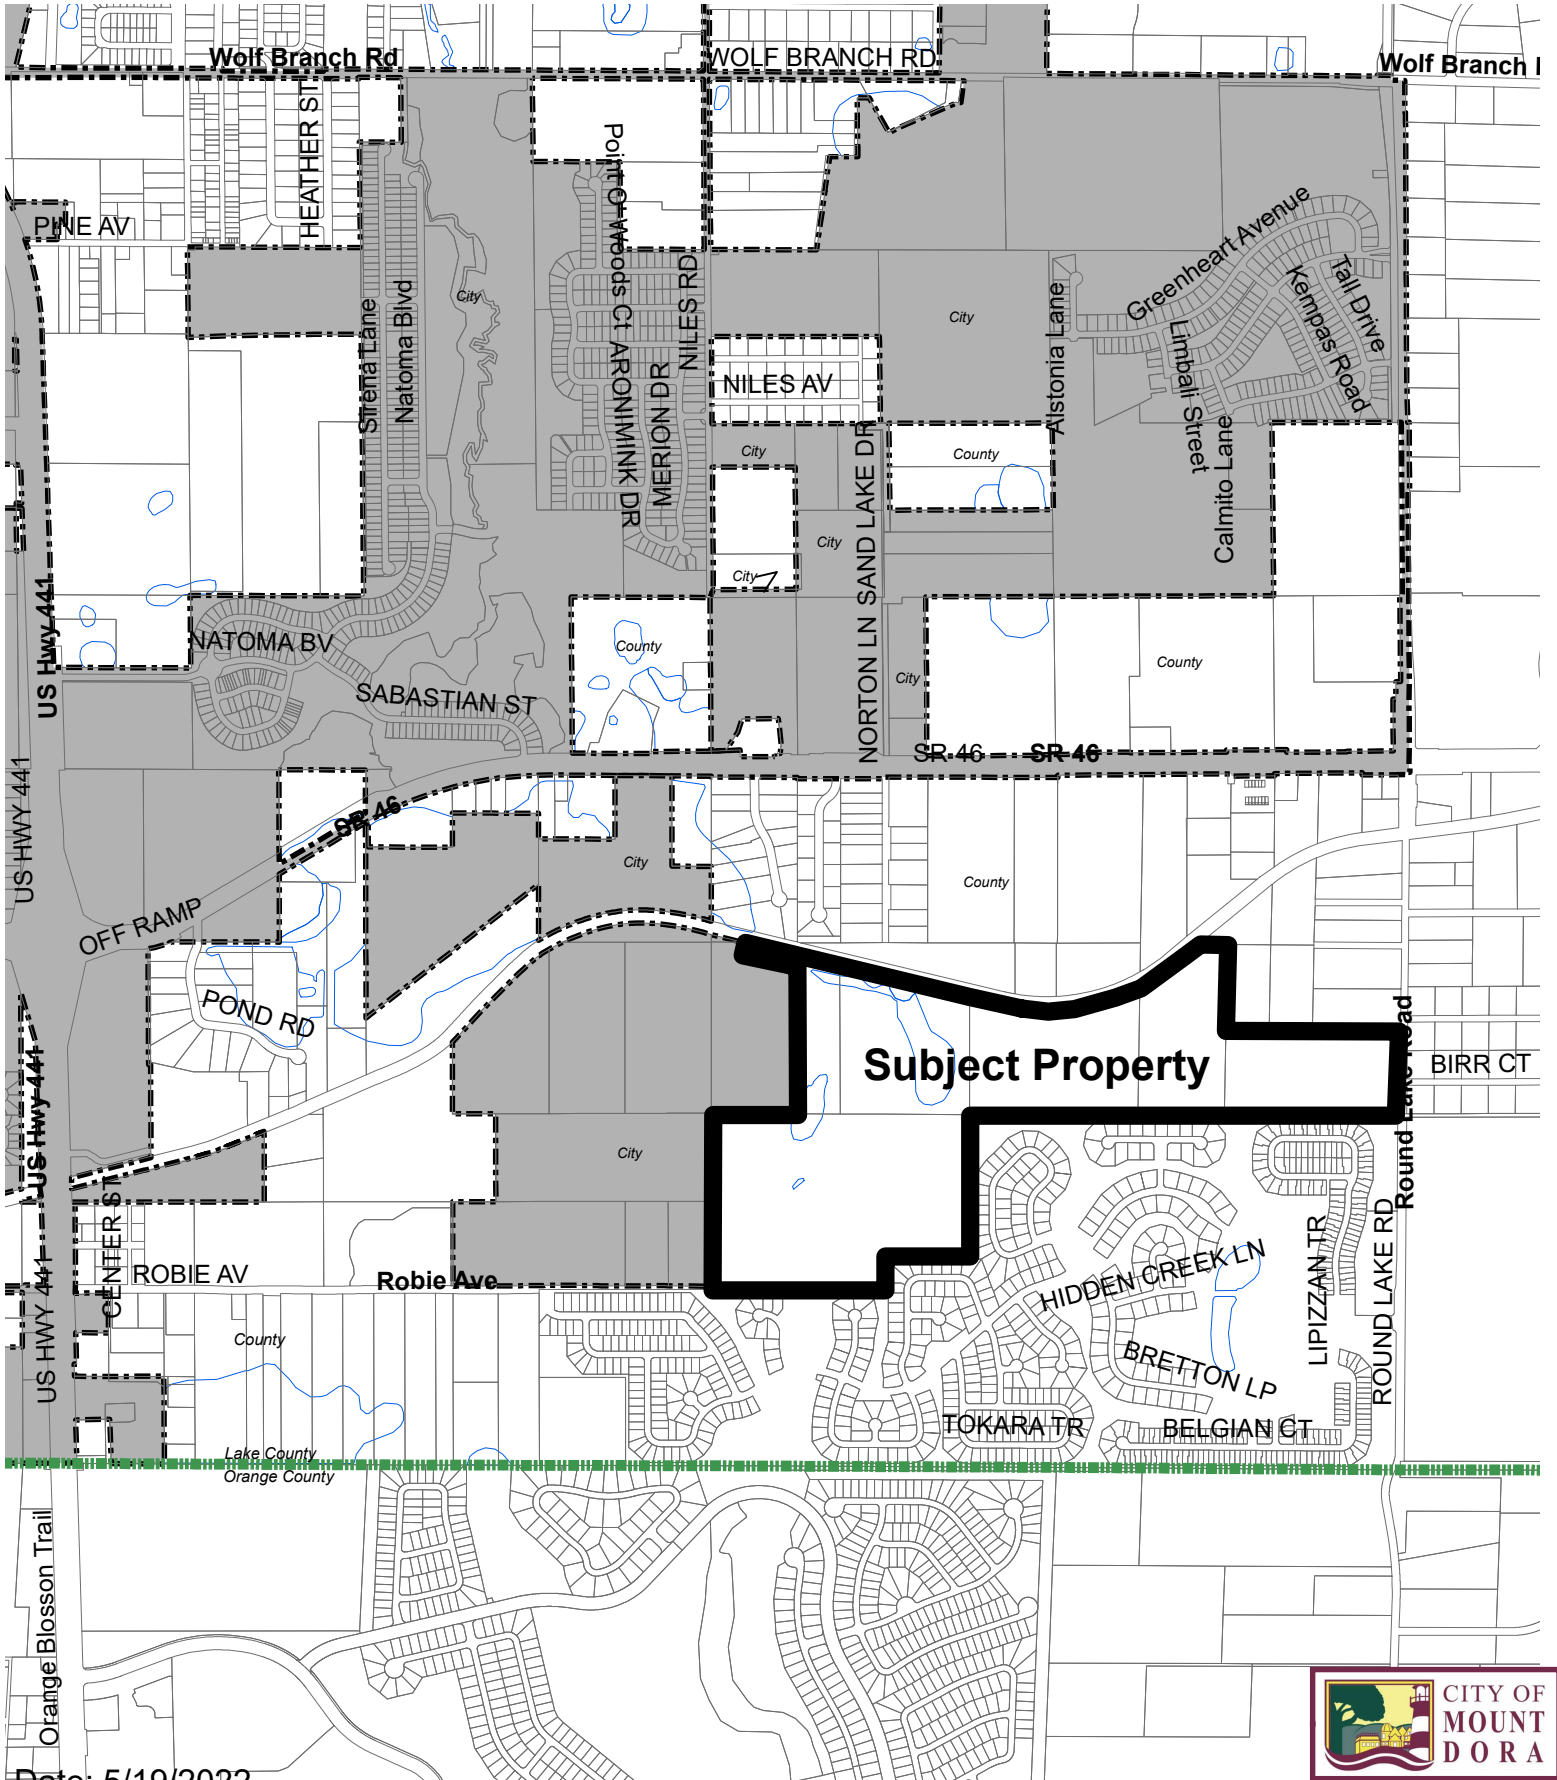 Wolf Branch Rd
WOLF BRANCH RD
Wolf Branch
HEATHER ST
PINE AV
Point O' Woods Ct
Greenheart Avenue
Tall Drive
Kempas Road
City
City
Strena Lane
Natoma Blvd
ARONIMINK DR
MERION DR
NILES RD
NILES AV
Alstonia Lane
Limbali Street
Calmito Lane
City
County
City
City
NORTON LN
SAND LAKE DR
US Hwy 441
NATOMA BV
County
City
County
SABASTIAN ST
SR 46
SR 46
US HWY 441
SR 46
City
County
OFF RAMP
POND RD
Subject Property
Round Lake Road
BIRR CT
US Hwy 441
City
CENTER ST
ROBIE AV
Robie Ave
HIDDEN CREEK LN
LIPIZZAN TR
ROUND LAKE RD
US HWY 441
County
BRETTON LP
TOKARA TR
BELGIAN CT
Lake County
Orange County
Orange Blosson Trail
CITY OF
MOUNT
DORA
Date: 5/19/2022